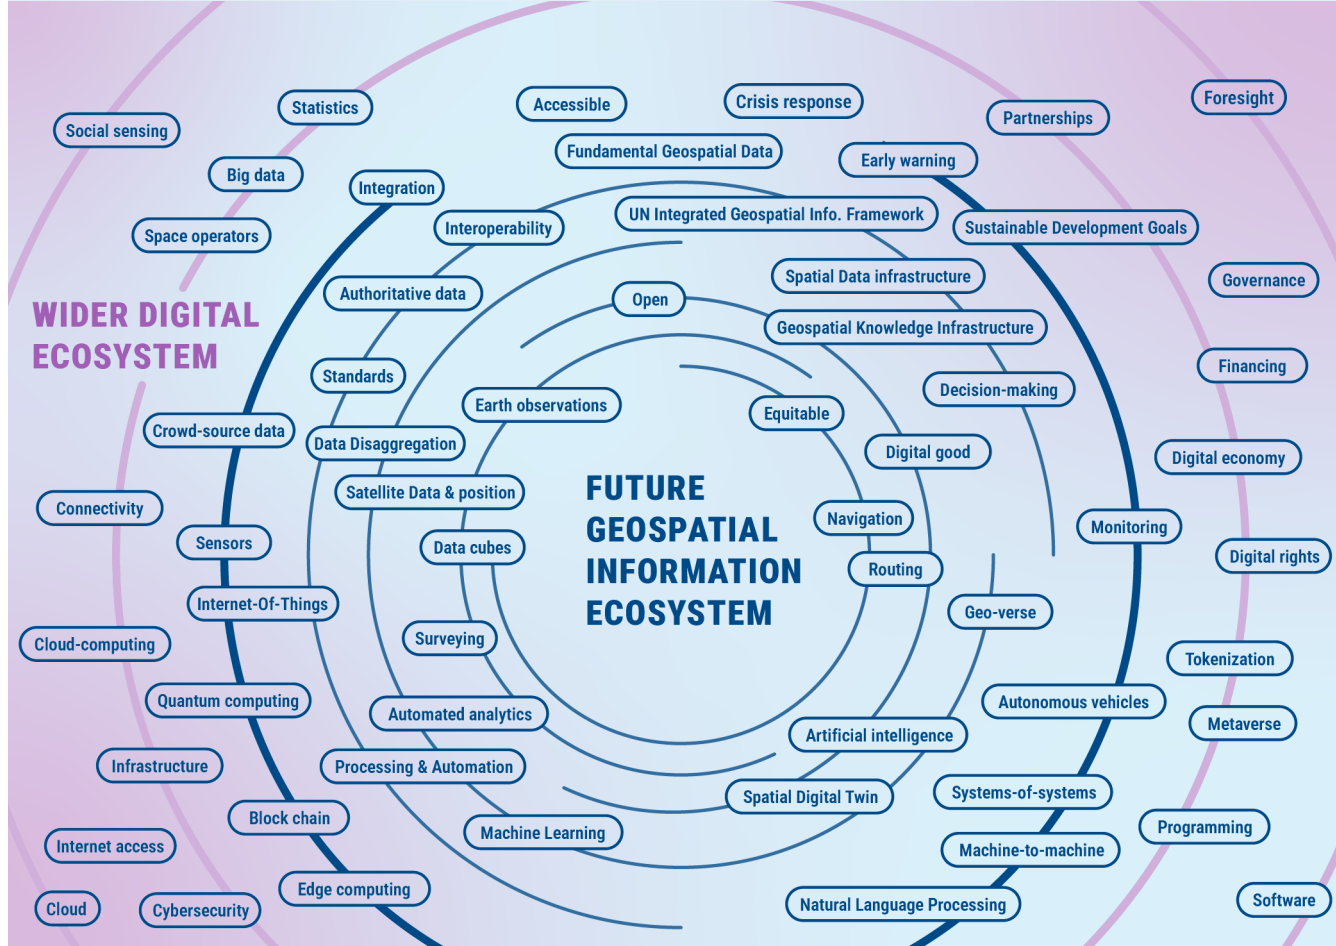 Foresight
Crisis response
Accessible
Statistics
Partnerships
Social sensing
Fundamental Geospatial Data
Early warning
Big data
Integration
UN Integrated Geospatial Info. Framework
Interoperability
Sustainable Development Goals
Space operators
Spatial Data infrastructure
Governance
Authoritative data
Open
WIDER DIGITAL
ECOSYSTEM
Geospatial Knowledge Infrastructure
Financing
Standards
Decision-making
Earth observations
Equitable
Crowd-source data
Data Disaggregation
Digital good
Digital economy
Satellite Data & position
FUTURE
GEOSPATIAL
INFORMATION
ECOSYSTEM
Connectivity
Navigation
Monitoring
Sensors
Data cubes
Digital rights
Routing
Internet-Of-Things
Geo-verse
Surveying
Cloud-computing
Tokenization
Quantum computing
Autonomous vehicles
Automated analytics
Metaverse
Artificial intelligence
Infrastructure
Processing & Automation
Systems-of-systems
Spatial Digital Twin
Block chain
Programming
Machine Learning
Internet access
Machine-to-machine
Edge computing
Software
Natural Language Processing
Cloud
Cybersecurity